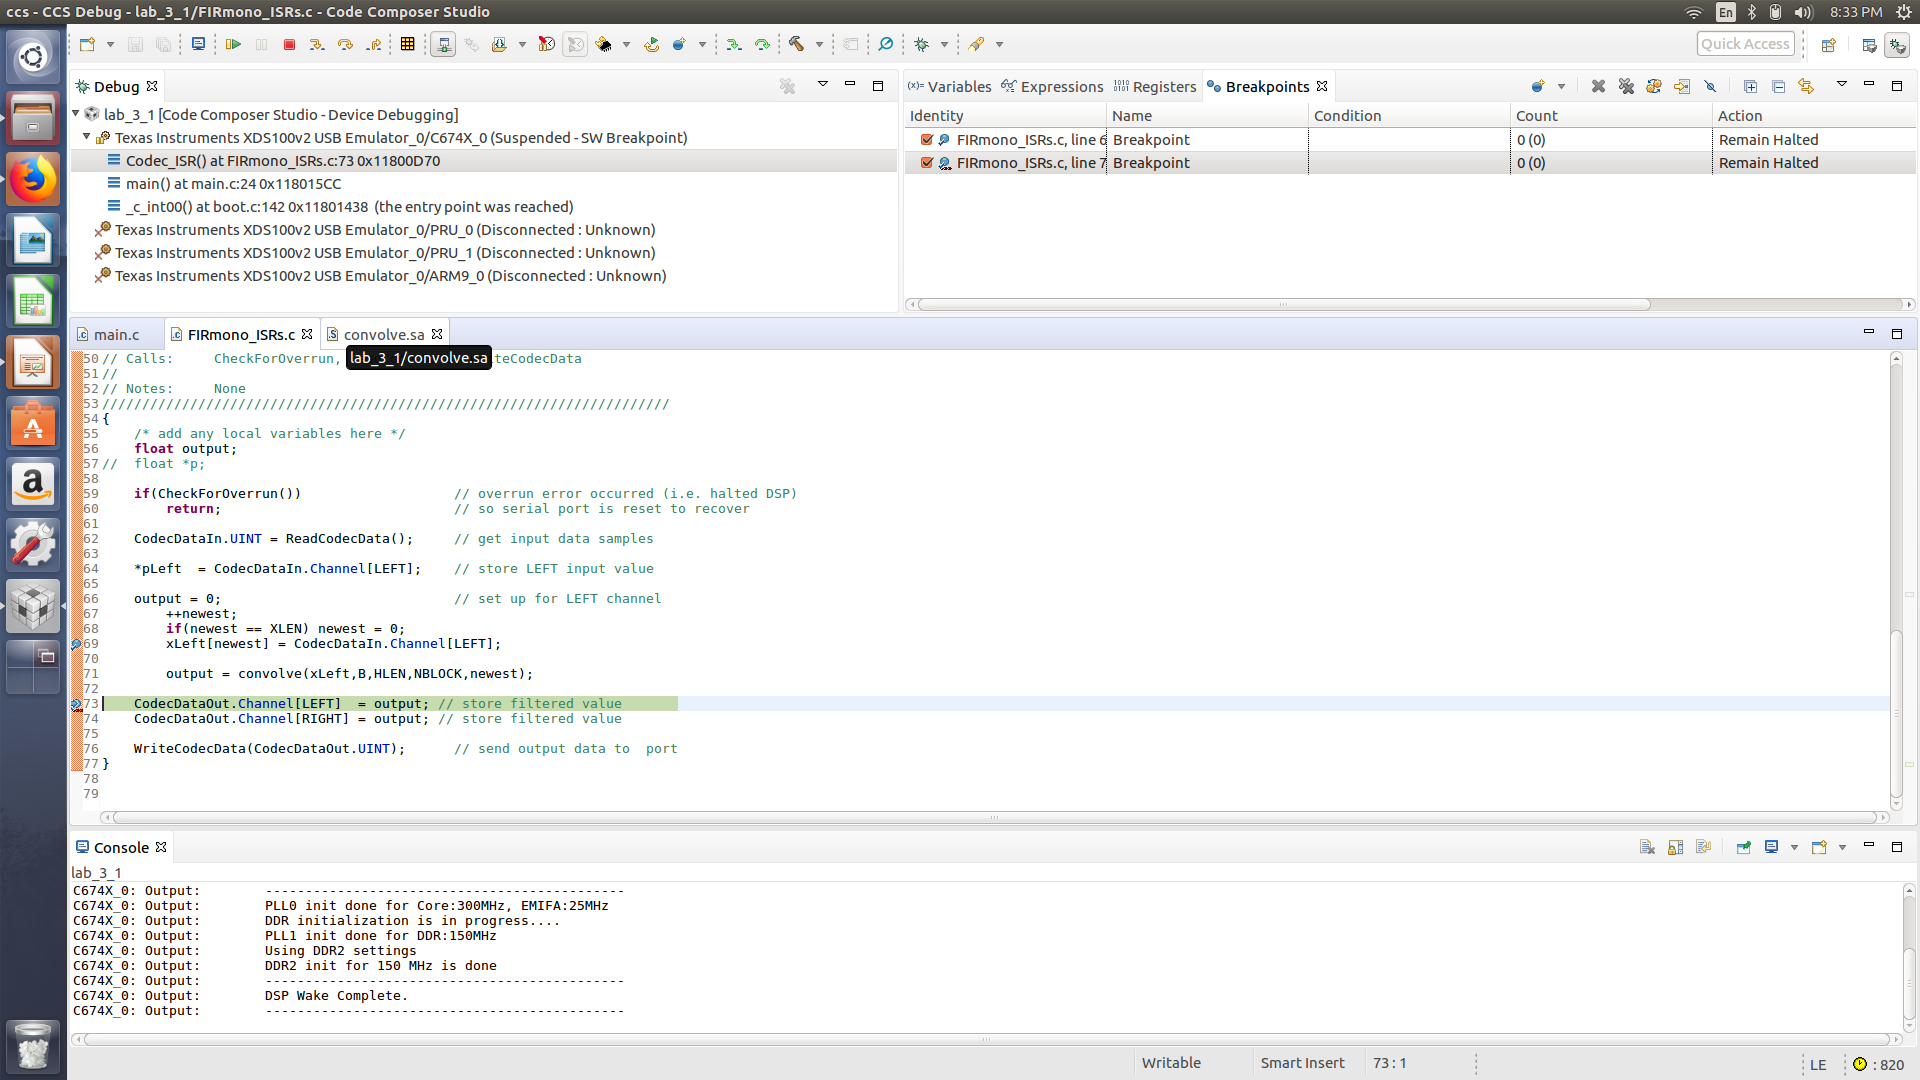 ccs - CCS Debug - lab_3_1/FIRmono_ISRs.c - Code Composer Studio
En
8:33 PM
Quick Access
Debug
lab_3_1 [Code Composer Studio - Device Debugging]
Texas Instruments XDS100v2 USB Emulator_0/C674X_0 (Suspended - SW Breakpoint)
Codec_ISR() at FIRmono_ISRs.c:73 0x11800D70
main() at main.c:24 0x118015CC
_c_int00() at boot.c:142 0x11801438 (the entry point was reached)
Texas Instruments XDS100v2 USB Emulator_0/PRU_0 (Disconnected : Unknown)
Texas Instruments XDS100v2 USB Emulator_0/PRU_1 (Disconnected : Unknown)
Texas Instruments XDS100v2 USB Emulator_0/ARM9_0 (Disconnected : Unknown)
(x)= Variables Expressions 1010 0101 Registers Breakpoints
Identity Name Condition Count Action
FIRmono_ISRs.c, line 6 Breakpoint 0 (0) Remain Halted
FIRmono_ISRs.c, line 7 Breakpoint 0 (0) Remain Halted
main.c FIRmono_ISRs.c convolve.sa
lab_3_1/convolve.sa
50 // Calls: CheckForOverrun, teCodecData
51 //
52 // Notes: None
53 ///////////////////////////////////////////////////////////////////////
54 {
55 /* add any local variables here */
56 float output;
57 // float *p;
58
59 if(CheckForOverrun()) // overrun error occurred (i.e. halted DSP)
60 return; // so serial port is reset to recover
61
62 CodecDataIn.UINT = ReadCodecData(); // get input data samples
63
64 *pLeft = CodecDataIn.Channel[LEFT]; // store LEFT input value
65
66 output = 0; // set up for LEFT channel
67 ++newest;
68 if(newest == XLEN) newest = 0;
69 xLeft[newest] = CodecDataIn.Channel[LEFT];
70
71 output = convolve(xLeft,B,HLEN,NBLOCK,newest);
72
73 CodecDataOut.Channel[LEFT] = output; // store filtered value
74 CodecDataOut.Channel[RIGHT] = output; // store filtered value
75
76 WriteCodecData(CodecDataOut.UINT); // send output data to port
77 }
78
79
Console
lab_3_1
C674X_0: Output: ---------------------------------------------
C674X_0: Output: PLL0 init done for Core:300MHz, EMIFA:25MHz
C674X_0: Output: DDR initialization is in progress....
C674X_0: Output: PLL1 init done for DDR:150MHz
C674X_0: Output: Using DDR2 settings
C674X_0: Output: DDR2 init for 150 MHz is done
C674X_0: Output: ---------------------------------------------
C674X_0: Output: DSP Wake Complete.
C674X_0: Output: ---------------------------------------------
Writable Smart Insert 73 : 1 LE : 820